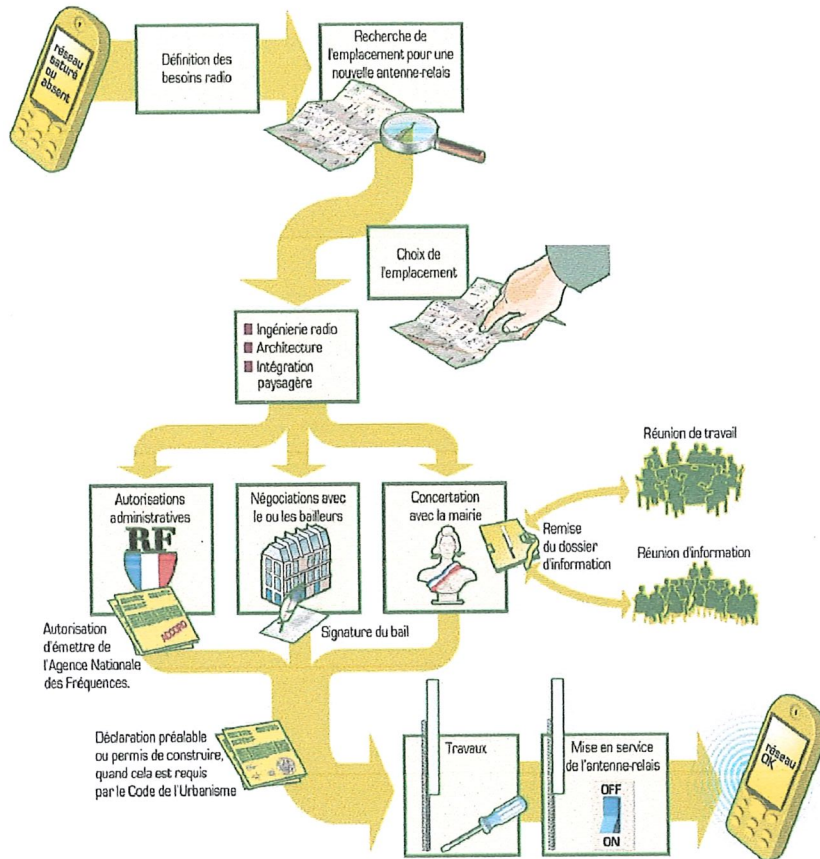 réseau
saturé
ou
absent
Définition des
besoins radio
Recherche de
l'emplacement pour une
nouvelle antenne-relais
Choix de
l'emplacement
Ingénierie radio
Architecture
Intégration
paysagère
Autorisations
administratives
RF
ACCORD
Autorisation
d'émettre de
l'Agence Nationale
des Fréquences.
Négociations avec
le ou les bailleurs
Signature du bail
Concertation
avec la mairie
Remise
du dossier
d'information
Réunion de travail
Réunion d'information
Déclaration préalable
ou permis de construire,
quand cela est requis
par le Code de l'Urbanisme
Travaux
Mise en service
de l'antenne-relais
OFF
ON
réseau
OK